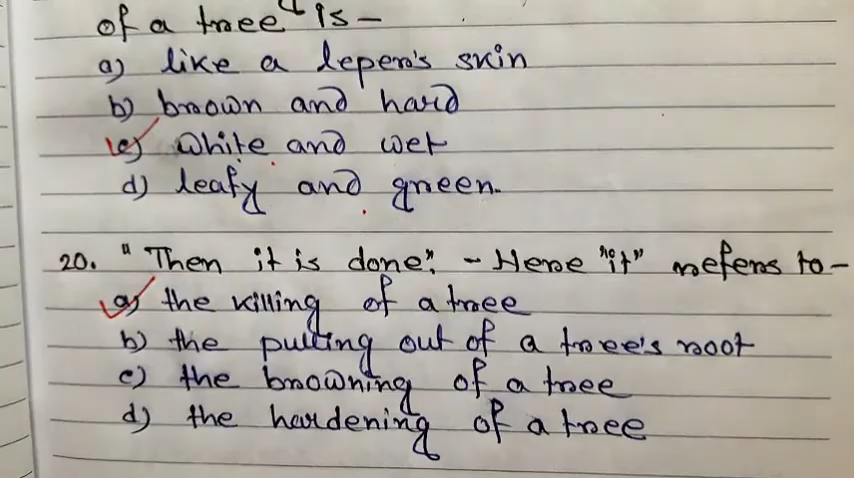 of a tree" is -
a) like a leper's skin
b) brown and hard
c) white and wet
d) leafy and green.
20. "Then it is done". - Here "it" refers to -
a) the killing of a tree
b) the pulling out of a tree's root
c) the browning of a tree
d) the hardening of a tree